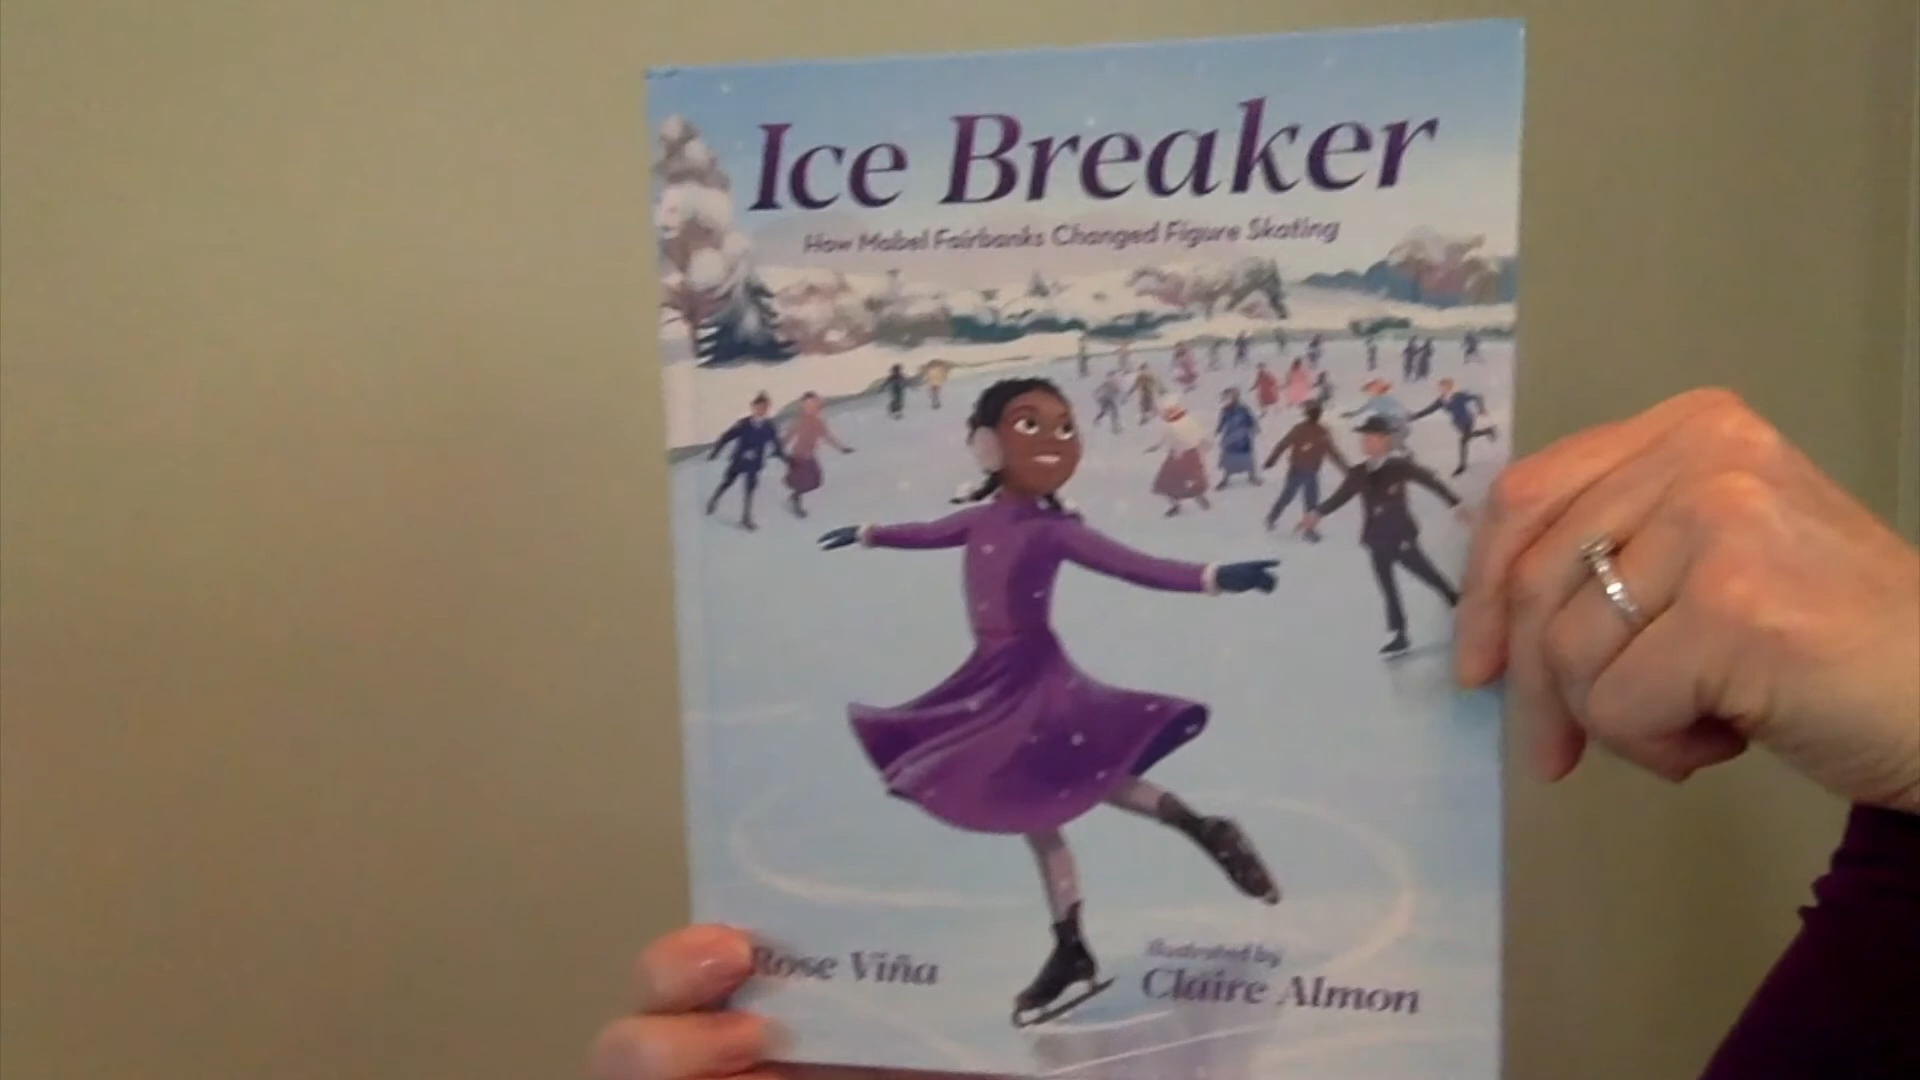 Ice Breaker
How Mabel Fairbanks Changed Figure Skating
Rose Viña
illustrated by
Claire Almon